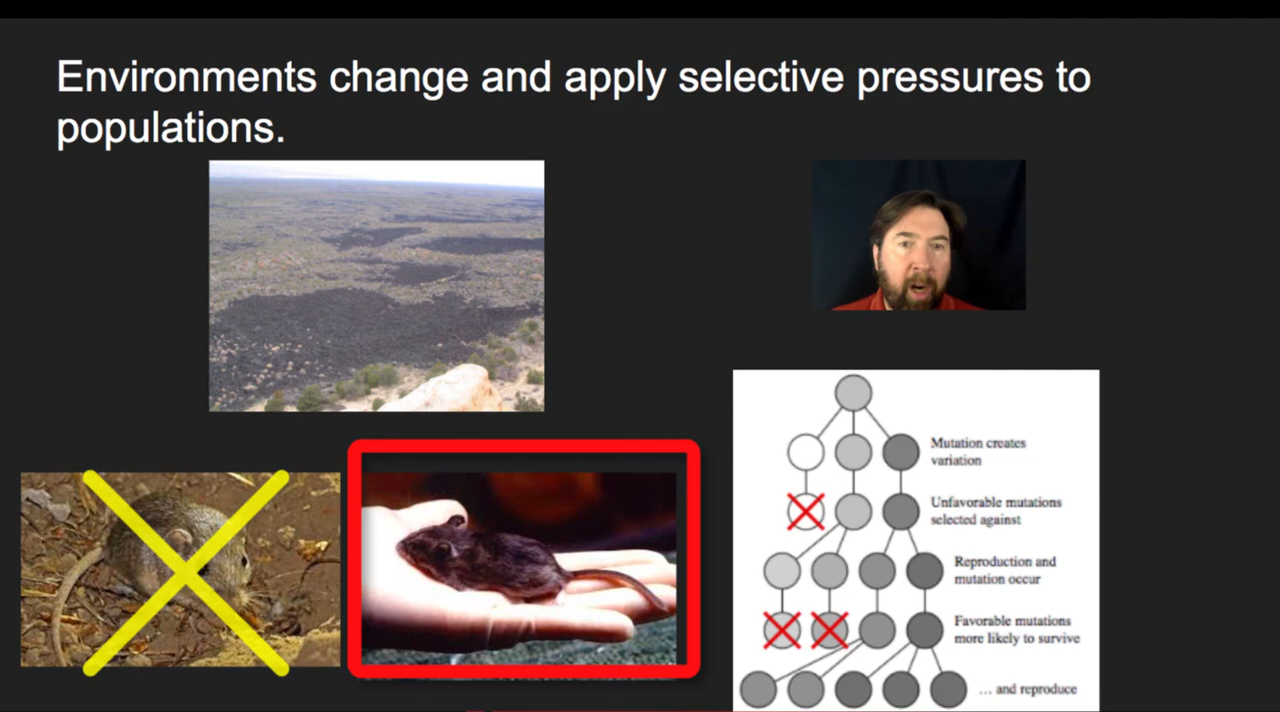 Environments change and apply selective pressures to
populations.
Mutation creates
variation
Unfavorable mutations
selected against
Reproduction and
mutation occur
Favorable mutations
more likely to survive
... and reproduce